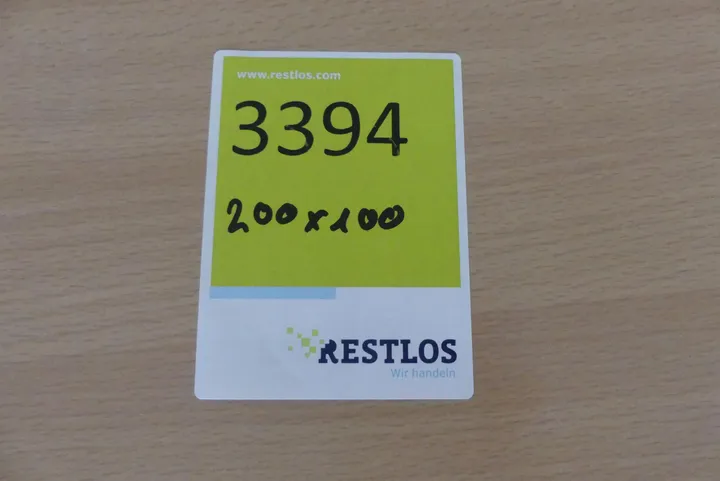 www.restlos.com
3394
200x100
RESTLOS
Wir handeln